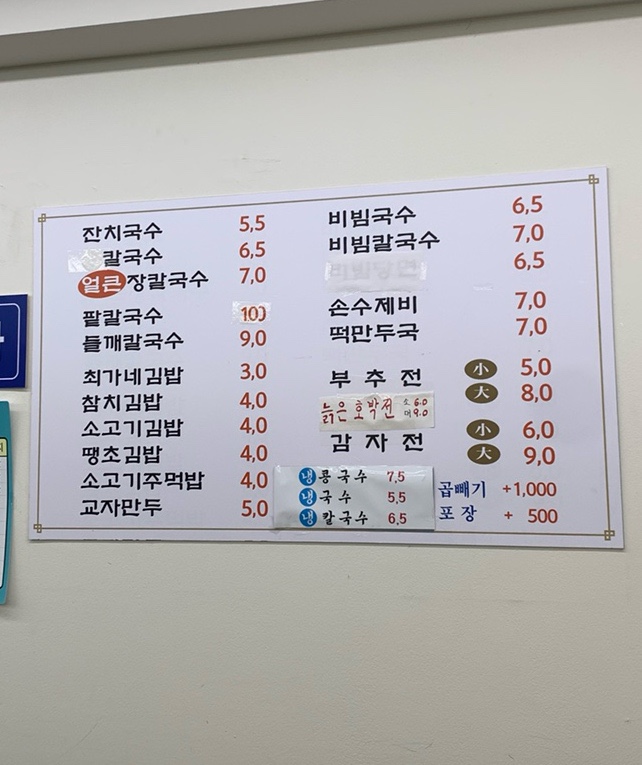 잔치국수 5,5
칼국수 6,5
얼큰장칼국수 7,0
팥칼국수 100
들깨칼국수 9,0
최가네김밥 3,0
참치김밥 4,0
소고기김밥 4,0
땡초김밥 4,0
소고기주먹밥 4,0
교자만두 5,0
비빔국수 6,5
비빔칼국수 7,0
비빔당면 6,5
손수제비 7,0
떡만두국 7,0
부추전 小 5,0
大 8,0
늙은호박전 소 6.0
대 9.0
감자전 小 6,0
大 9,0
냉콩국수 7,5
냉국수 5,5
냉칼국수 6,5
곱빼기 +1,000
포장 + 500